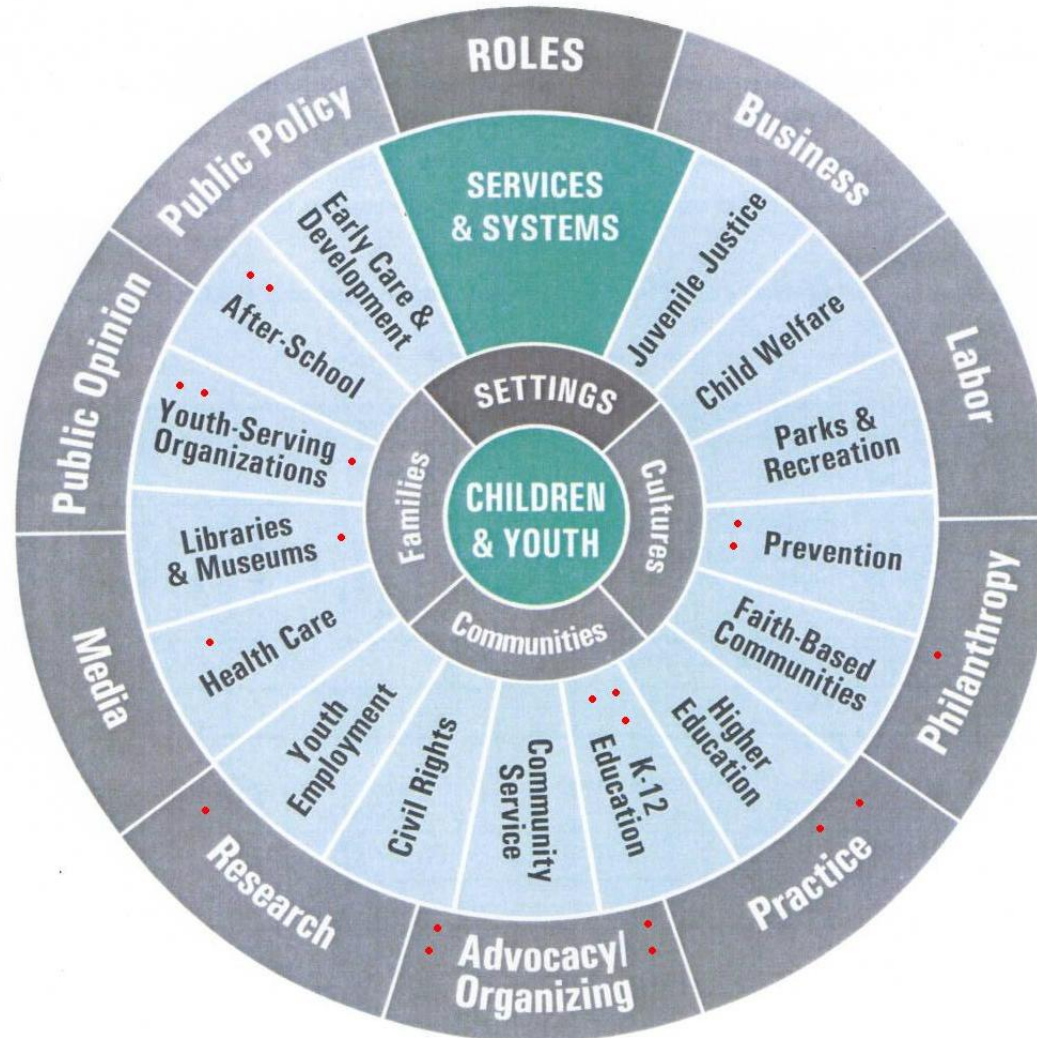 ROLES
Business
Labor
Philanthropy
Practice
Advocacy/
Organizing
Research
Media
Public Opinion
Public Policy
SERVICES
& SYSTEMS
Juvenile Justice
Child Welfare
Parks &
Recreation
Prevention
Faith-Based
Communities
Higher
Education
K-12
Education
Community
Service
Civil Rights
Youth
Employment
Health Care
Libraries
& Museums
Youth-Serving
Organizations
After-School
Early Care &
Development
SETTINGS
Cultures
Communities
Families
CHILDREN
& YOUTH